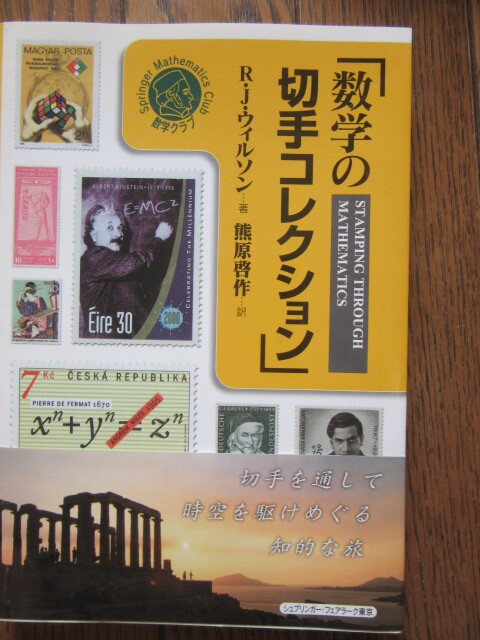 「数学の
切手コレクション」
STAMPING THROUGH
MATHEMATICS
R・J・ウィルソン…著
熊原啓作…訳
Springer Mathematics Club
数学クラブ
MAGYAR POSTA
ALBERT EINSTEIN • 1879-1955
E=MC2
CELEBRATING THE MILLENNIUM
Éire 30
2000
7 Kč ČESKÁ REPUBLIKA
PIERRE DE FERMAT 1670
xⁿ+yⁿ=zⁿ
DEUTSCHE
BUNDESPOST
切手を通して
時空を駆けめぐる
知的な旅
シュプリンガー・フェアラーク東京